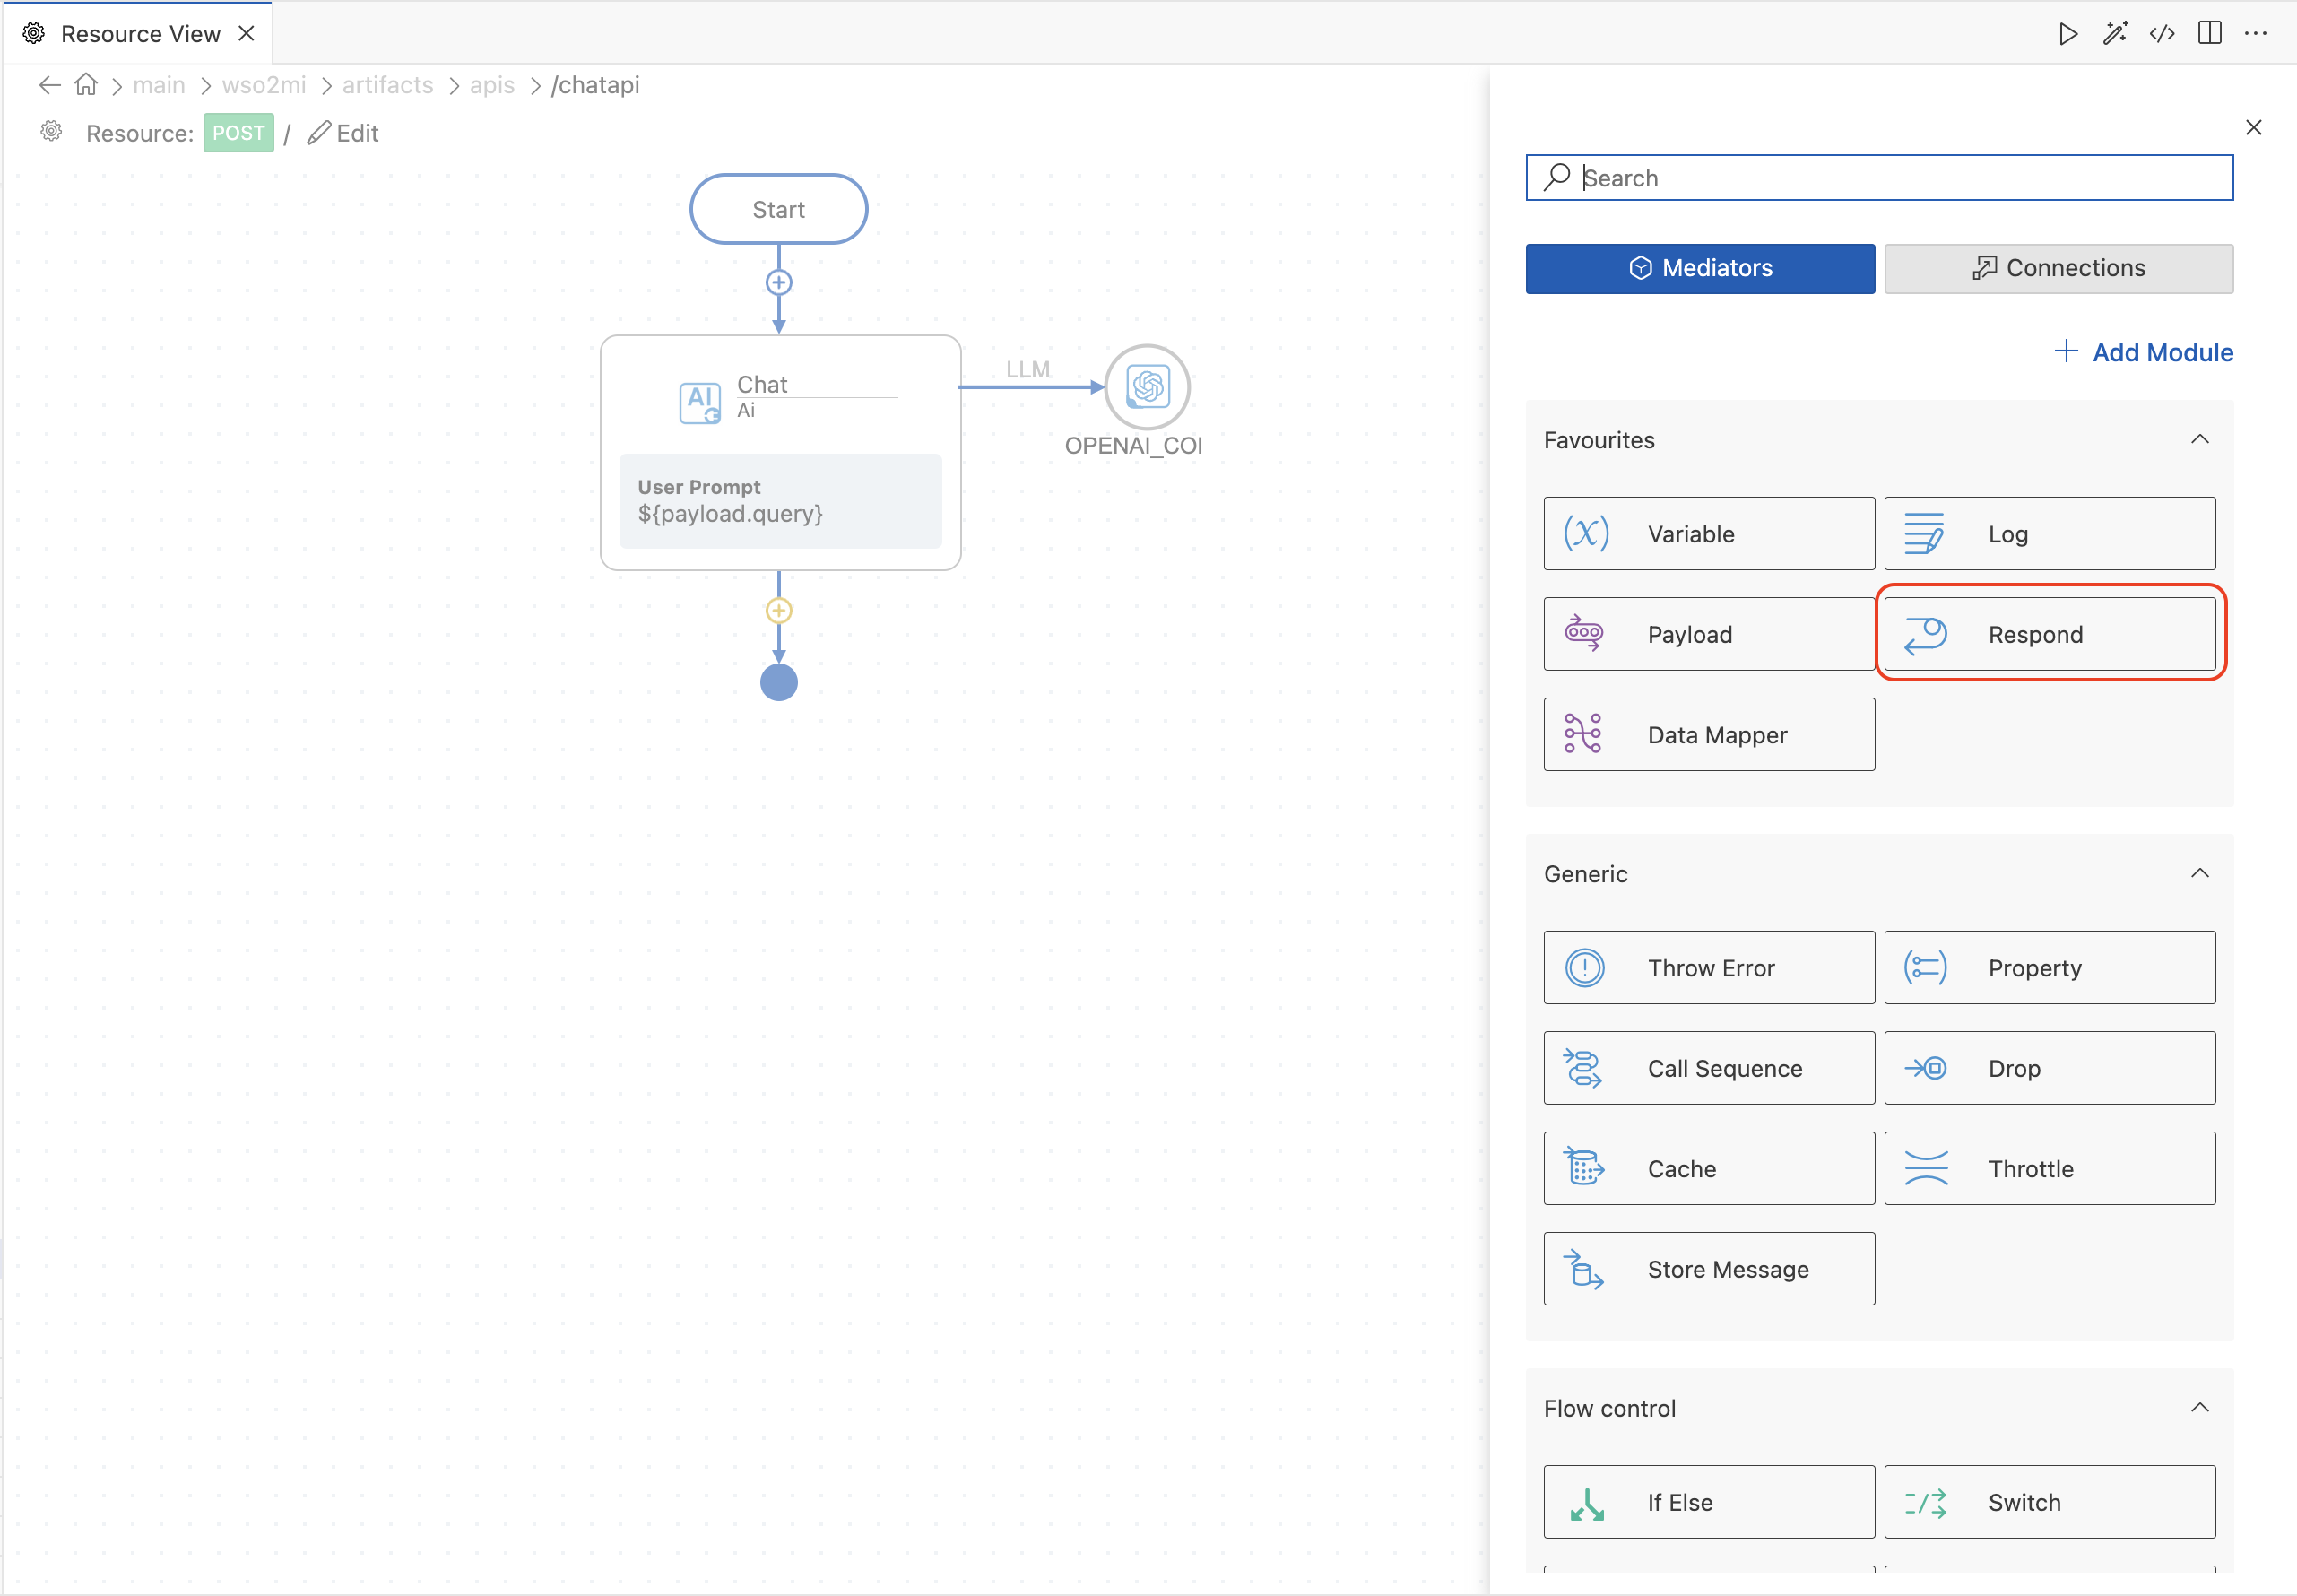 Resource View
main wso2mi artifacts apis /chatapi
Resource: POST / Edit
Start
Chat
Ai
LLM
OPENAI_CO
User Prompt
${payload.query}
Search
Mediators
Connections
Add Module
Favourites
Variable
Log
Payload
Respond
Data Mapper
Generic
Throw Error
Property
Call Sequence
Drop
Cache
Throttle
Store Message
Flow control
If Else
Switch